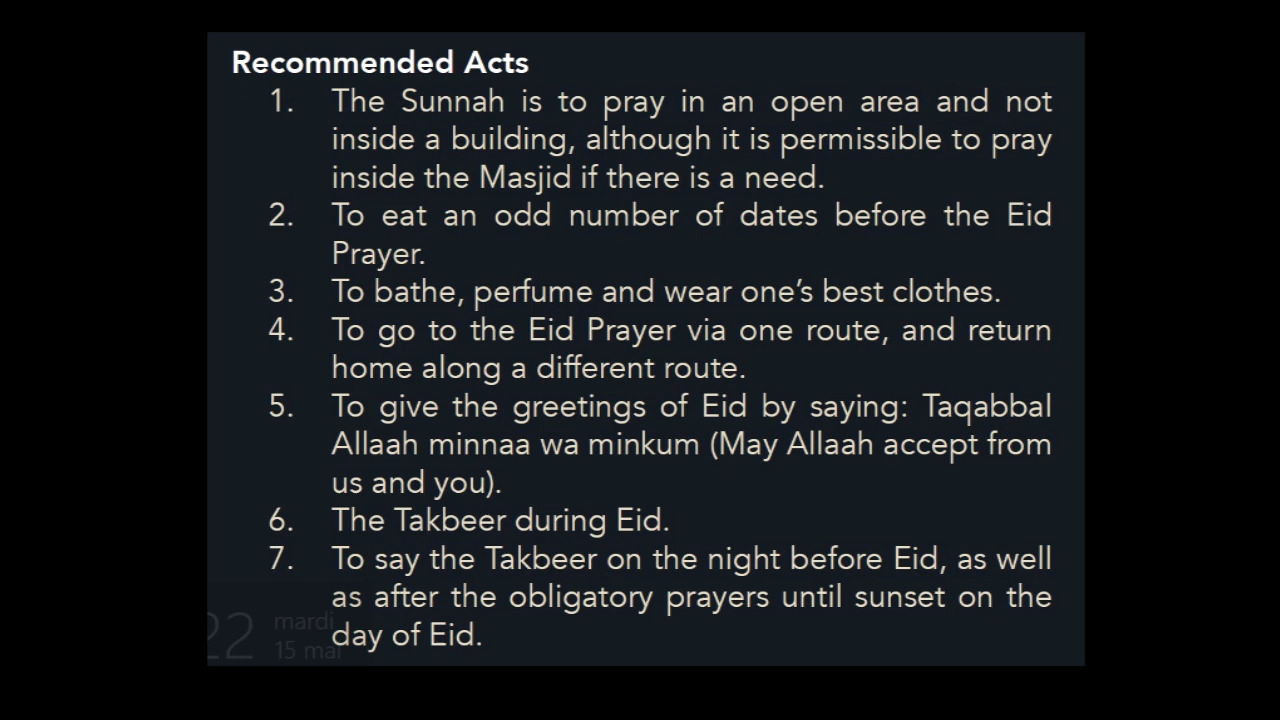 Recommended Acts
1. The Sunnah is to pray in an open area and not
inside a building, although it is permissible to pray
inside the Masjid if there is a need.
2. To eat an odd number of dates before the Eid
Prayer.
3. To bathe, perfume and wear one's best clothes.
4. To go to the Eid Prayer via one route, and return
home along a different route.
5. To give the greetings of Eid by saying: Taqabbal
Allaah minnaa wa minkum (May Allaah accept from
us and you).
6. The Takbeer during Eid.
7. To say the Takbeer on the night before Eid, as well
as after the obligatory prayers until sunset on the
day of Eid.
22
mardi
15 mai